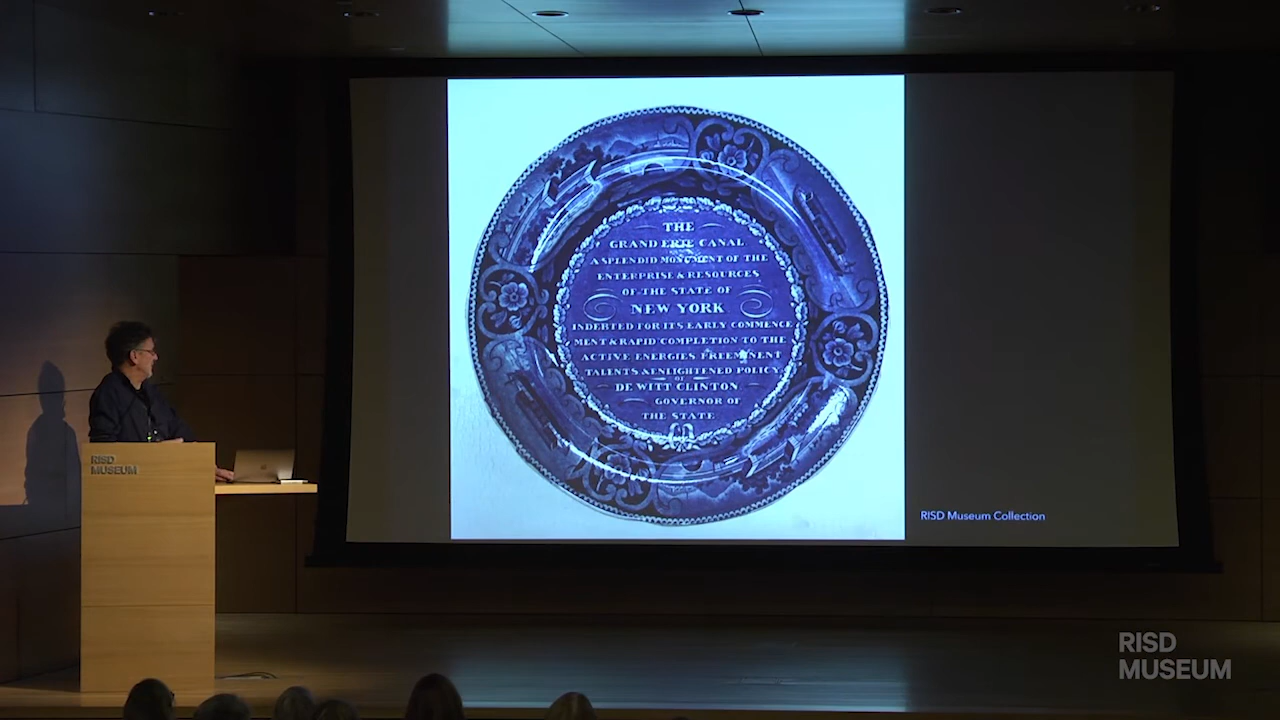 THE
GRAND ERIE CANAL
A SPLENDID MONUMENT OF THE
ENTERPRISE & RESOURCES
OF THE STATE OF
NEW YORK
INDEBTED FOR ITS EARLY COMMENCE
MENT & RAPID COMPLETION TO THE
ACTIVE ENERGIES PREEMINENT
TALENTS & ENLIGHTENED POLICY
OF
DE WITT CLINTON
GOVERNOR OF
THE STATE
RISD Museum Collection
RISD
MUSEUM
RISD
MUSEUM